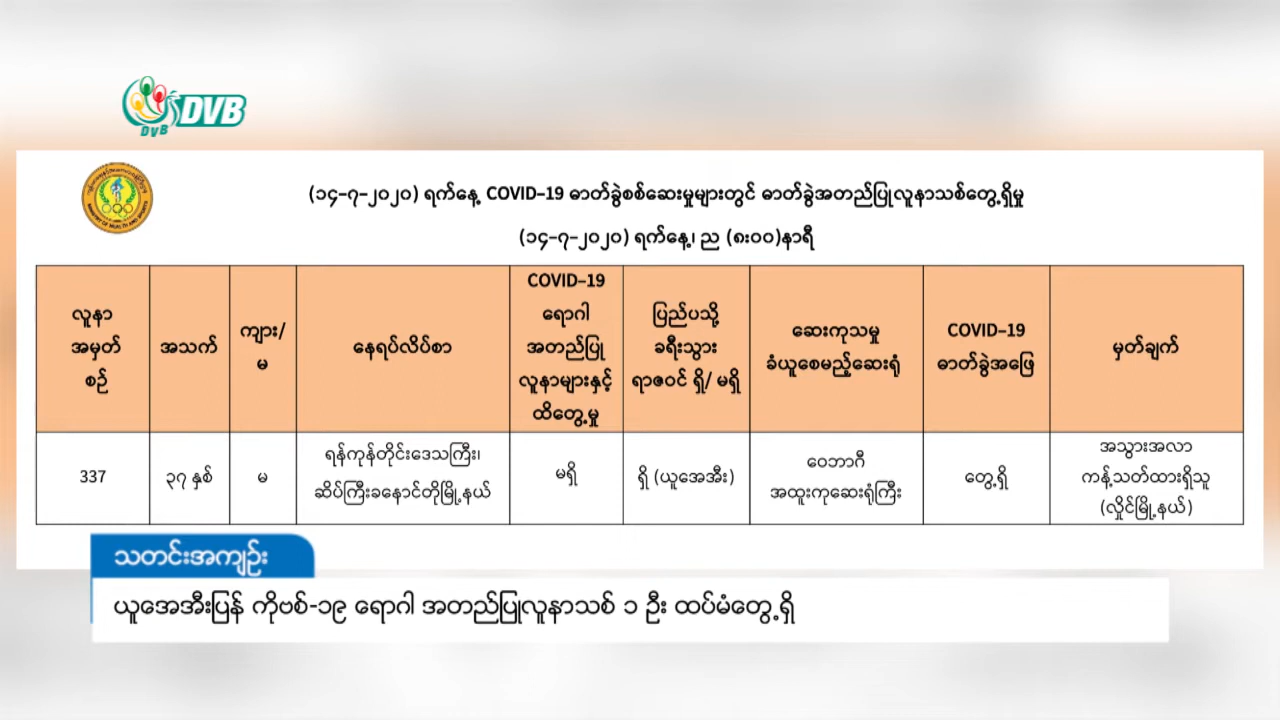 DVB
DVB
(၁၄-၇-၂၀၂၀) ရက်နေ့ COVID-19 ဓာတ်ခွဲစစ်ဆေးမှုများတွင် ဓာတ်ခွဲအတည်ပြုလူနာသစ်တွေ့ရှိမှု
(၁၄-၇-၂၀၂၀) ရက်နေ့၊ ည (၈:၀၀)နာရီ
လူနာ
အမှတ်
စဉ်
အသက်
ကျား/
မ
နေရပ်လိပ်စာ
COVID-19
ရောဂါ
အတည်ပြု
လူနာများနှင့်
ထိတွေ့မှု
ပြည်ပသို့
ခရီးသွား
ရာဇဝင် ရှိ/ မရှိ
ဆေးကုသမှု
ခံယူစေမည့်ဆေးရုံ
COVID-19
ဓာတ်ခွဲအဖြေ
မှတ်ချက်
337
၃၇ နှစ်
မ
ရန်ကုန်တိုင်းဒေသကြီး၊
ဆိပ်ကြီးခနောင်တိုမြို့နယ်
မရှိ
ရှိ (ယူအေအီး)
ဝေဘာဂီ
အထူးကုဆေးရုံကြီး
တွေ့ရှိ
အသွားအလာ
ကန့်သတ်ထားရှိသူ
(လှိုင်မြို့နယ်)
သတင်းအကျဉ်း
ယူအေအီးပြန် ကိုဗစ်-၁၉ ရောဂါ အတည်ပြုလူနာသစ် ၁ ဦး ထပ်မံတွေ့ရှိ